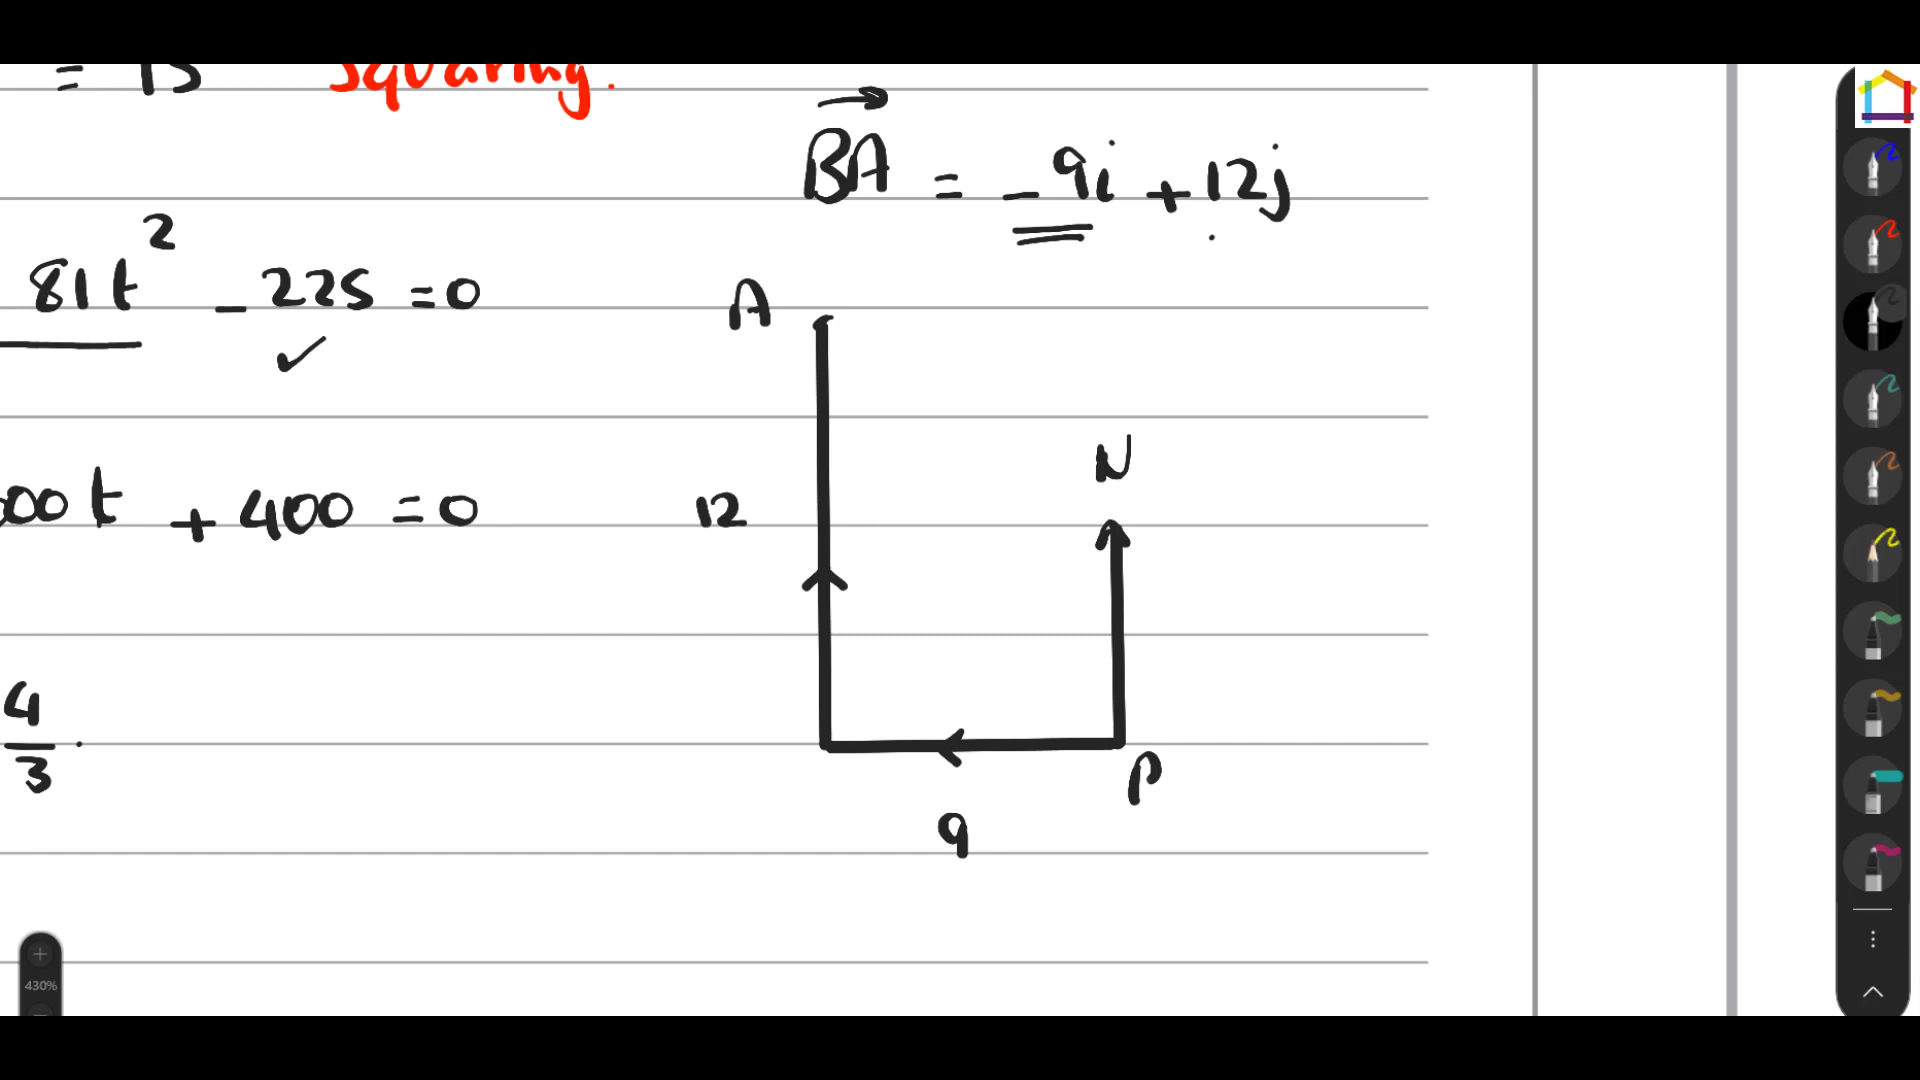 = 15 squaring.
BA = -9i + 12j
81t² - 225 = 0
A
N
00t + 400 = 0
12
4/3 .
P
9
430%